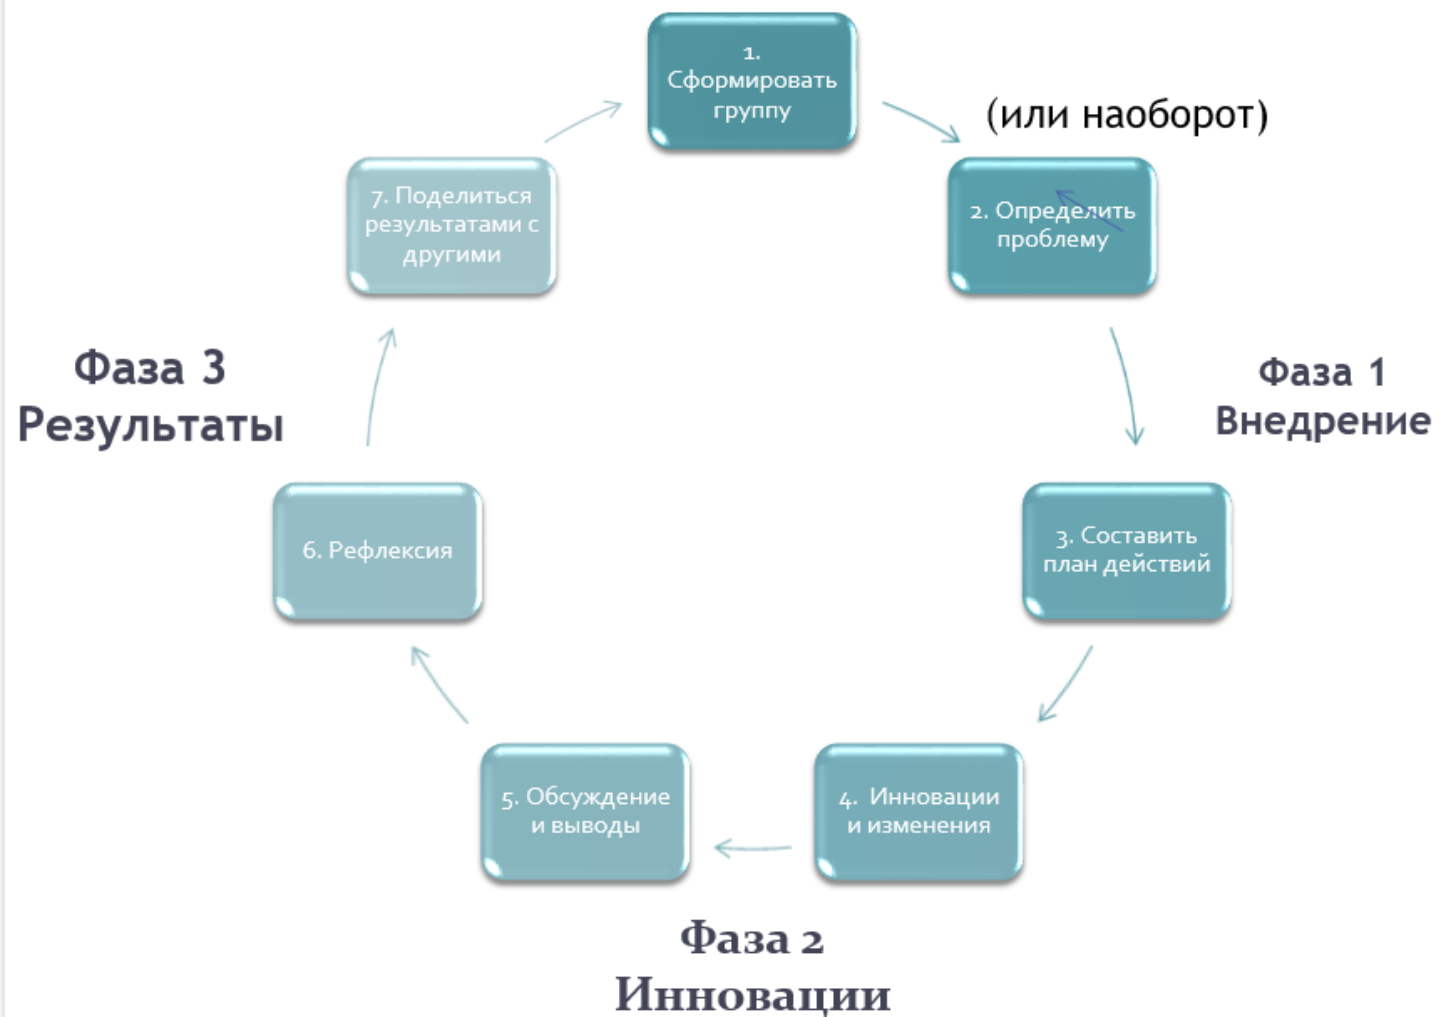 1.
Сформировать
группу
(или наоборот)
2. Определить
проблему
Фаза 1
Внедрение
3. Составить
план действий
4. Инновации
и изменения
Фаза 2
Инновации
5. Обсуждение
и выводы
6. Рефлексия
Фаза 3
Результаты
7. Поделиться
результатами с
другими